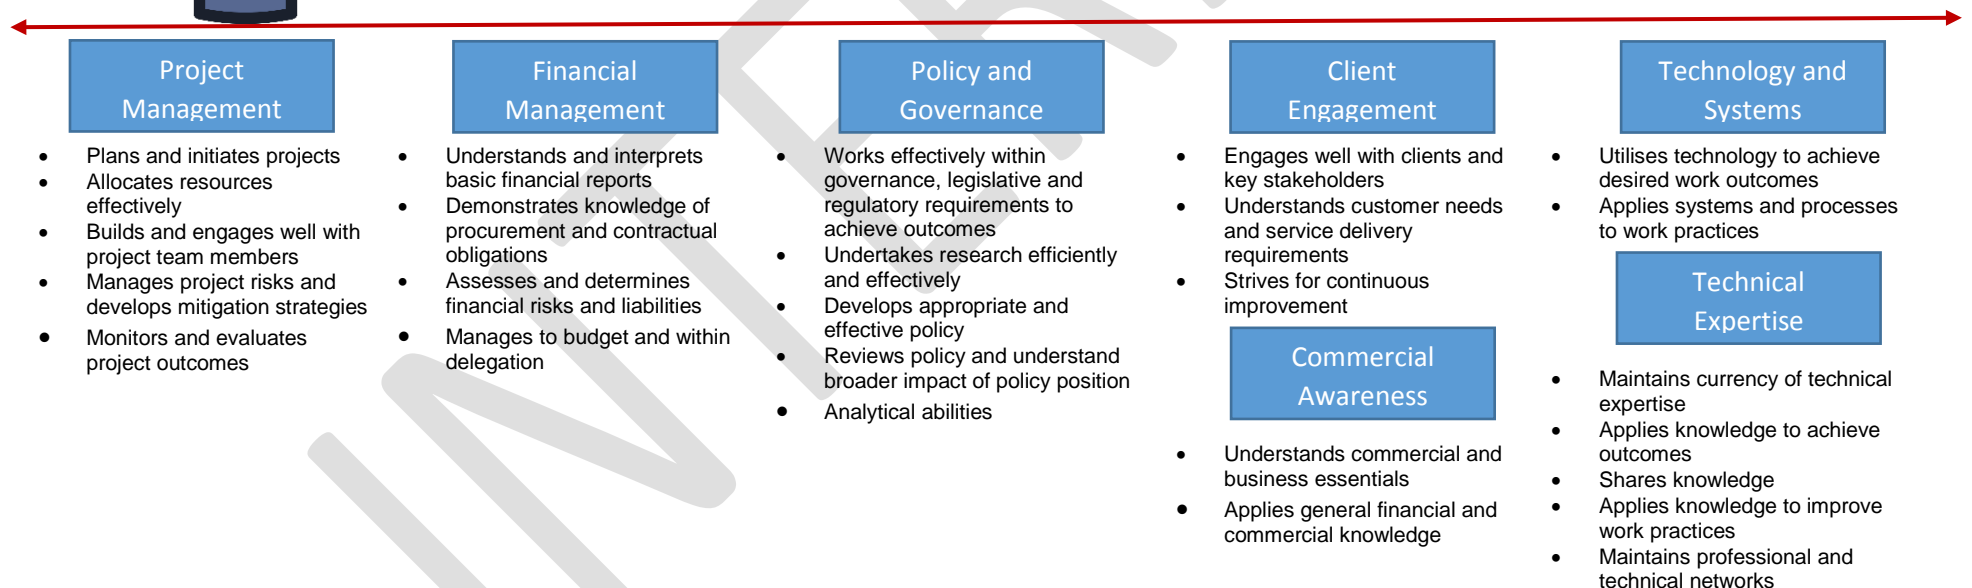 Project
Management
Plans and initiates projects
Allocates resources
effectively
Builds and engages well with
project team members
Manages project risks and
develops mitigation strategies
Monitors and evaluates
project outcomes
Financial
Management
Understands and interprets
basic financial reports
Demonstrates knowledge of
procurement and contractual
obligations
Assesses and determines
financial risks and liabilities
Manages to budget and within
delegation
Policy and
Governance
Works effectively within
governance, legislative and
regulatory requirements to
achieve outcomes
Undertakes research efficiently
and effectively
Develops appropriate and
effective policy
Reviews policy and understand
broader impact of policy position
Analytical abilities
Client
Engagement
Engages well with clients and
key stakeholders
Understands customer needs
and service delivery
requirements
Strives for continuous
improvement
Commercial
Awareness
Understands commercial and
business essentials
Applies general financial and
commercial knowledge
Technology and
Systems
Utilises technology to achieve
desired work outcomes
Applies systems and processes
to work practices
Technical
Expertise
Maintains currency of technical
expertise
Applies knowledge to achieve
outcomes
Shares knowledge
Applies knowledge to improve
work practices
Maintains professional and
technical networks